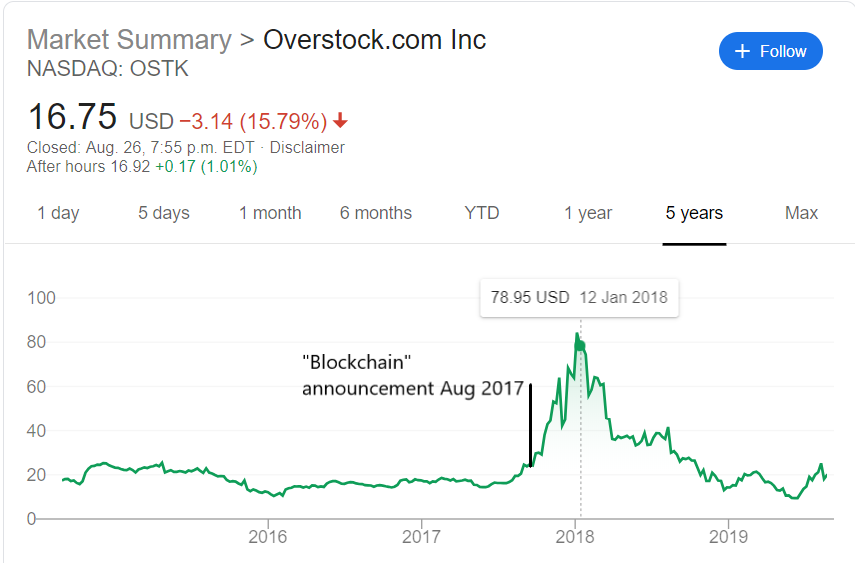 Market Summary > Overstock.com Inc
NASDAQ: OSTK
+ Follow
16.75 USD −3.14 (15.79%)
Closed: Aug. 26, 7:55 p.m. EDT · Disclaimer
After hours 16.92 +0.17 (1.01%)
1 day 5 days 1 month 6 months YTD 1 year 5 years Max
78.95 USD 12 Jan 2018
100
80
"Blockchain"
announcement Aug 2017
60
40
20
0
2016 2017 2018 2019